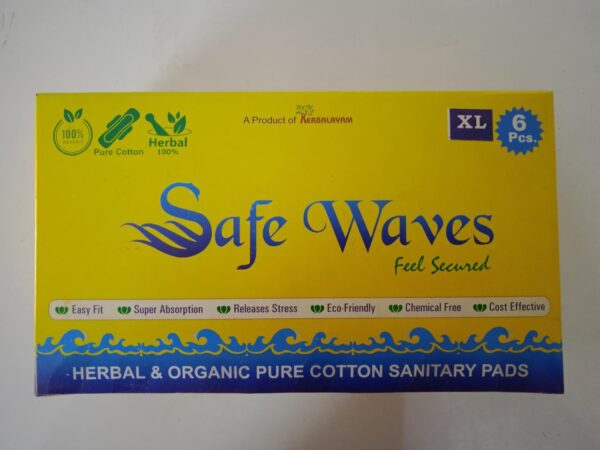 100%
ORGANIC
Pure Cotton
Herbal
100%
A Product of HERBALAYAM
XL
6
Pcs.
Safe Waves
Feel Secured
Easy Fit Super Absorption Releases Stress Eco-Friendly Chemical Free Cost Effective
HERBAL & ORGANIC PURE COTTON SANITARY PADS